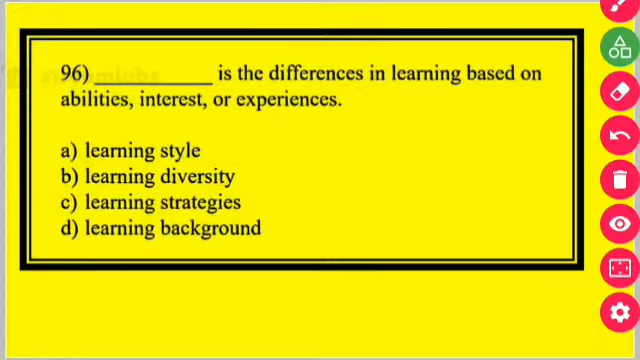 96) ____________ is the differences in learning based on
abilities, interest, or experiences.
a) learning style
b) learning diversity
c) learning strategies
d) learning background